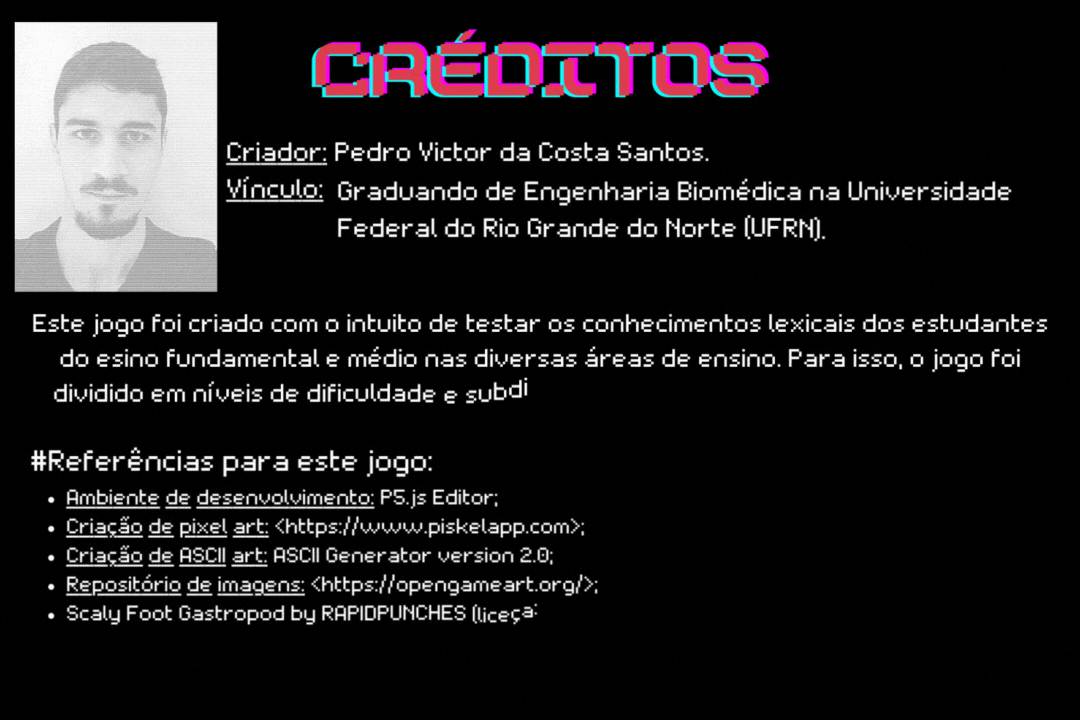 CRÉDITOS
Criador: Pedro Victor da Costa Santos.
Vínculo: Graduando de Engenharia Biomédica na Universidade
Federal do Rio Grande do Norte (UFRN).
Este jogo foi criado com o intuito de testar os conhecimentos lexicais dos estudantes
do esino fundamental e médio nas diversas áreas de ensino. Para isso, o jogo foi
dividido em níveis de dificuldade e subdi
#Referências para este jogo:
• Ambiente de desenvolvimento: P5.js Editor;
• Criação de pixel art: <https://www.piskelapp.com>;
• Criação de ASCII art: ASCII Generator version 2.0;
• Repositório de imagens: <https://opengameart.org/>;
• Scaly Foot Gastropod by RAPIDPUNCHES (liceça: